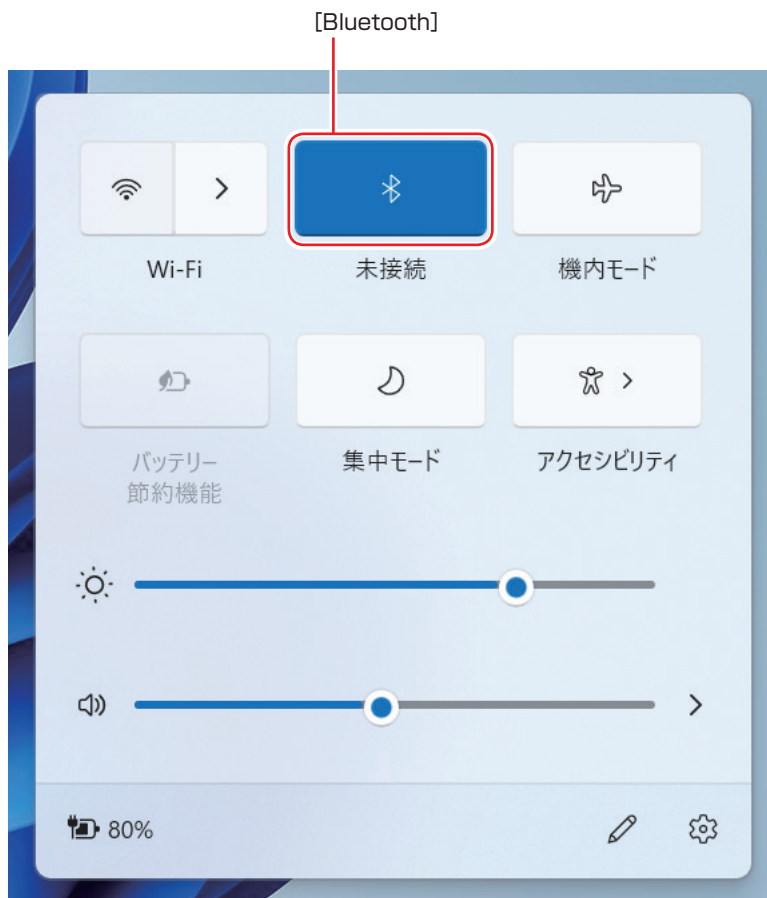 [Bluetooth]
Wi-Fi
未接続
機内モード
バッテリー
節約機能
集中モード
アクセシビリティ
80%